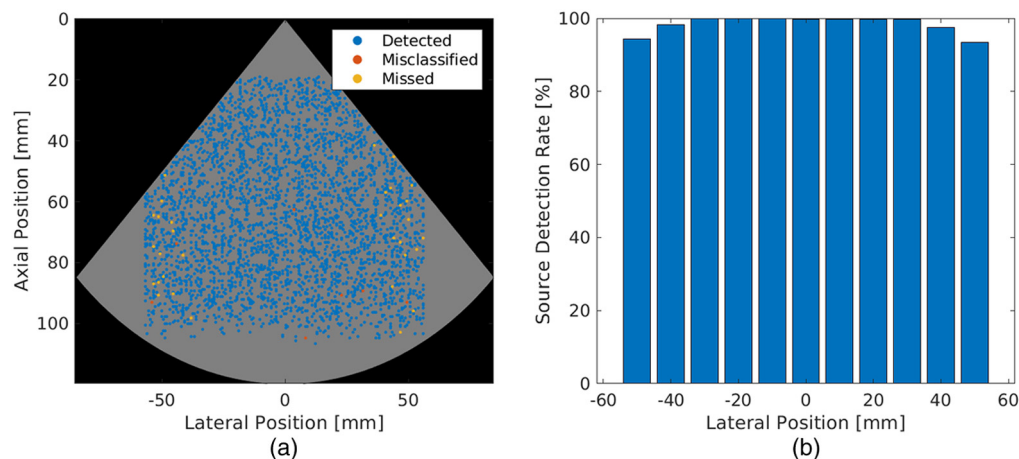 0
20
40
60
80
100
Axial Position [mm]
-50
0
50
Lateral Position [mm]
(a)
Detected
Misclassified
Missed
100
80
60
40
20
0
Source Detection Rate [%]
-60
-40
-20
0
20
40
60
Lateral Position [mm]
(b)